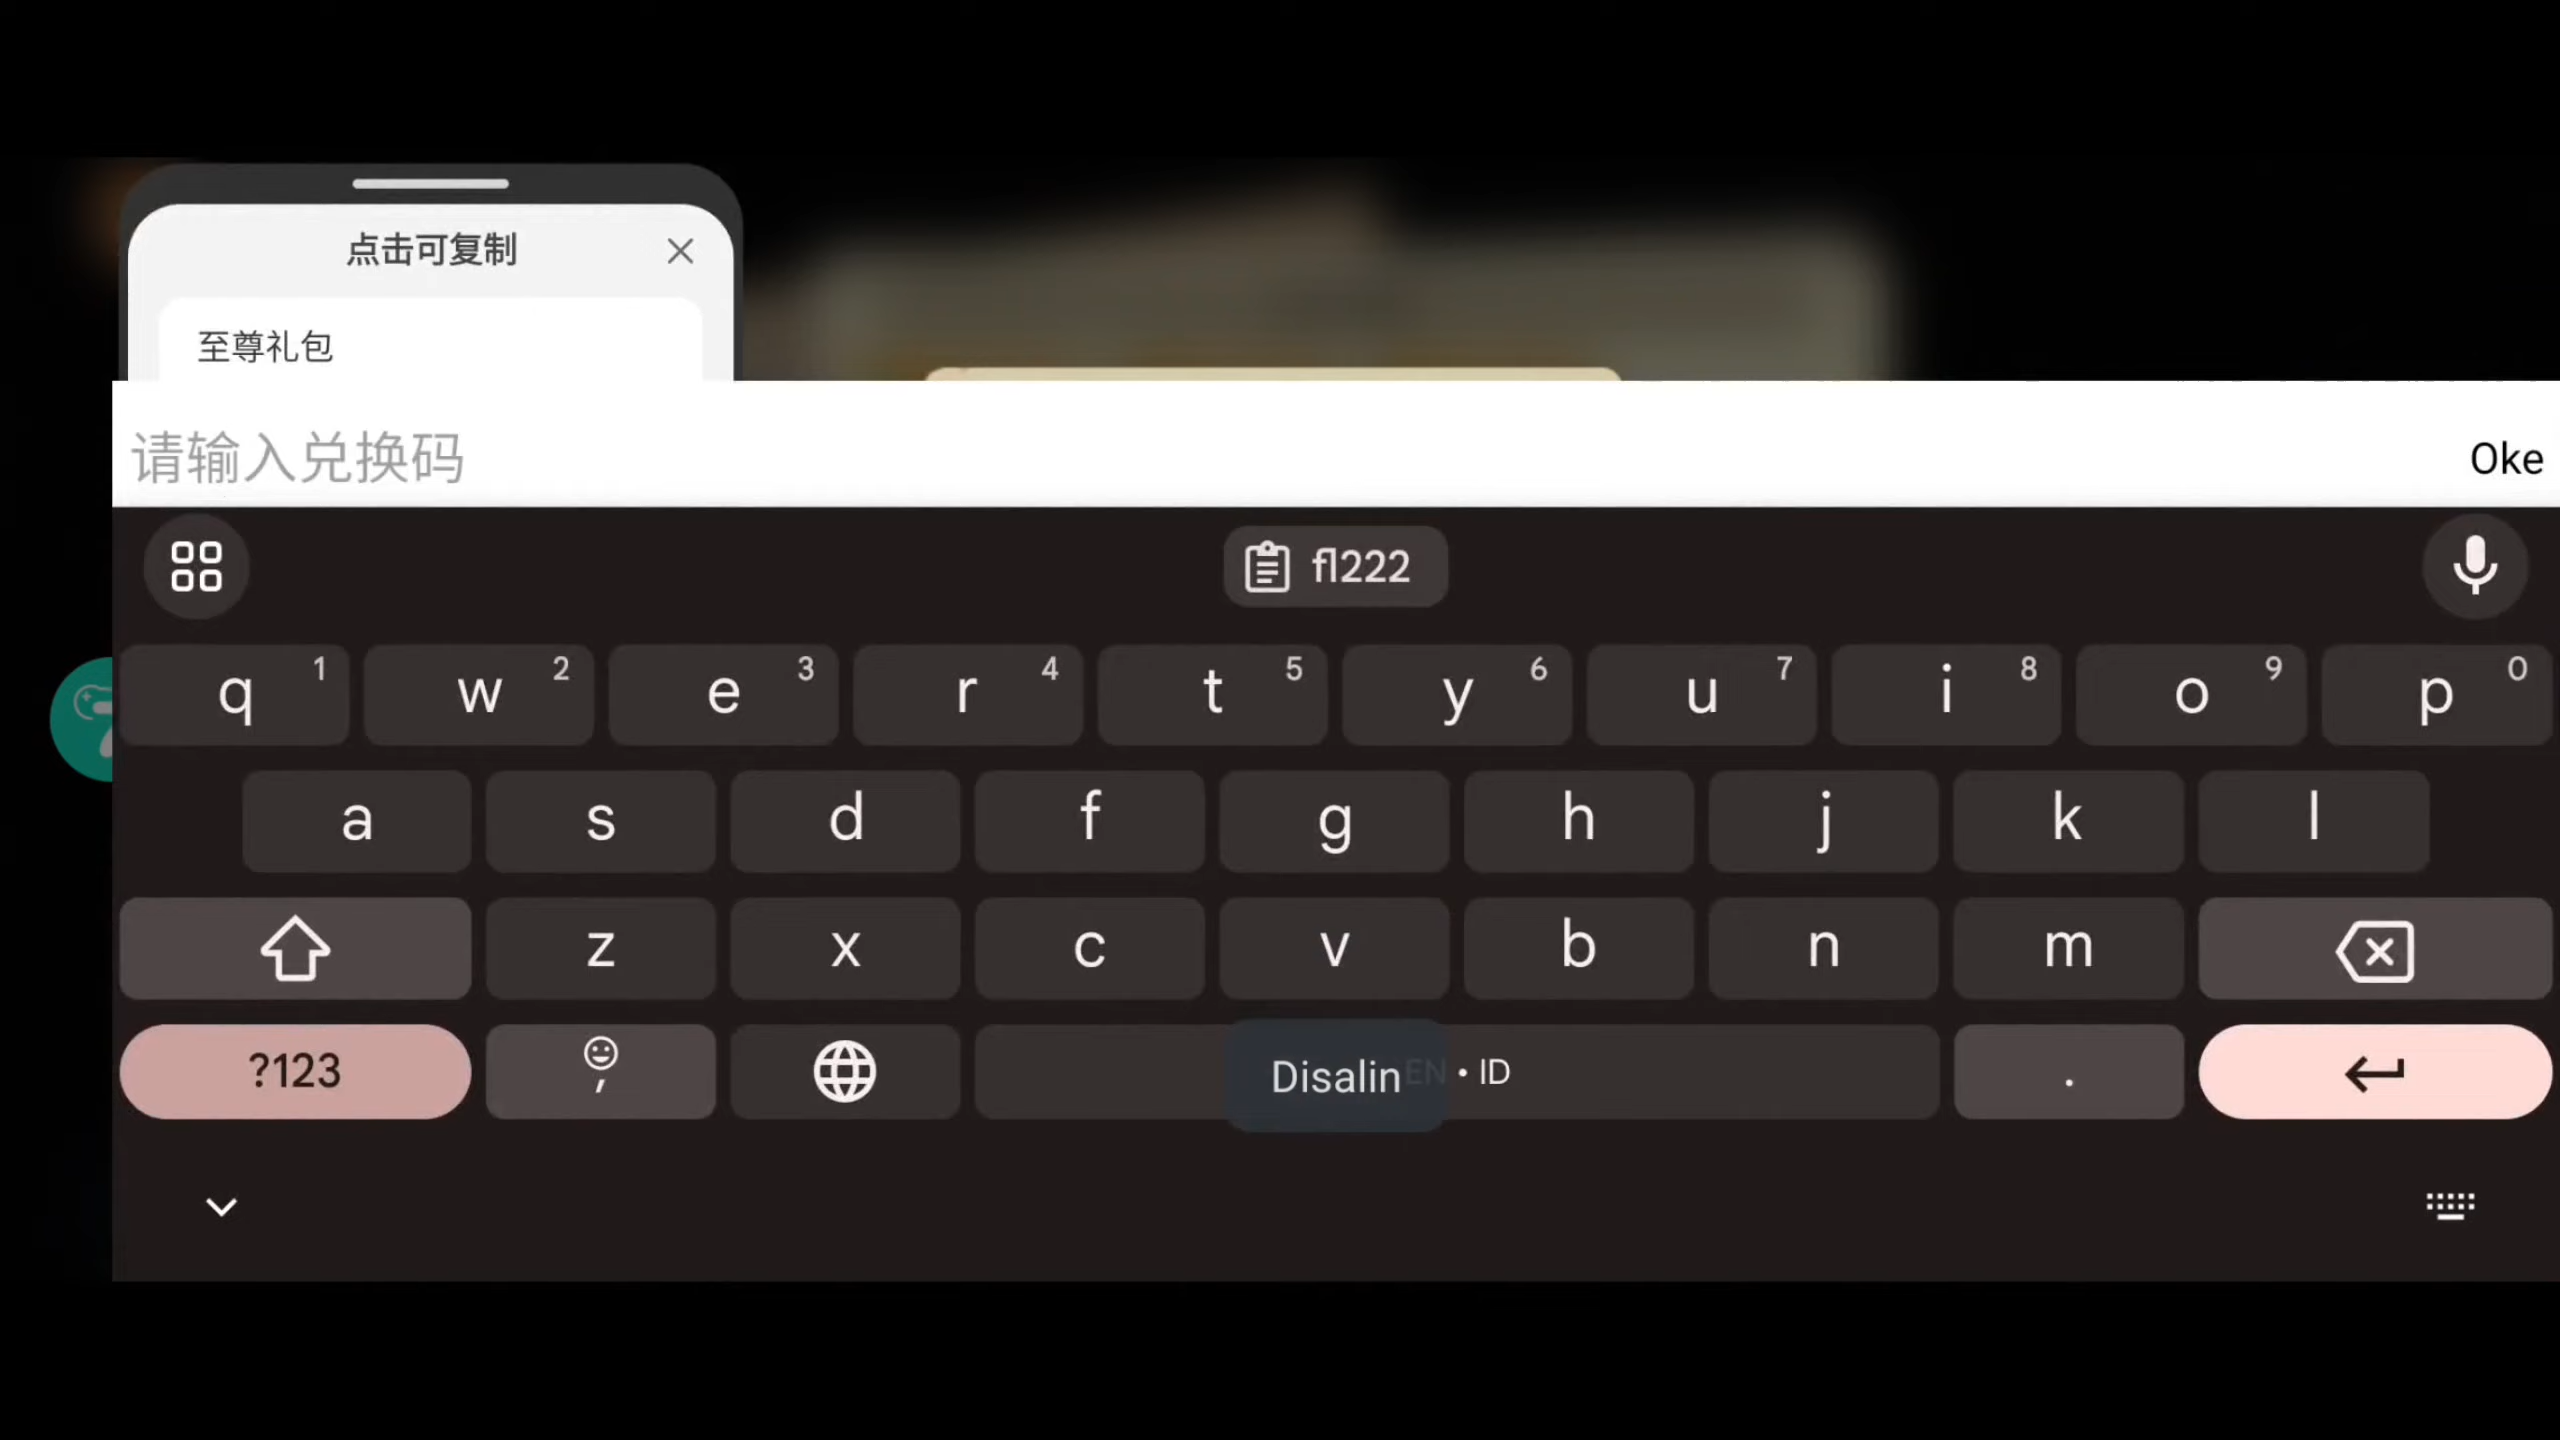 点击可复制
至尊礼包
请输入兑换码
Oke
fl222
q 1 w 2 e 3 r 4 t 5 y 6 u 7 i 8 o 9 p 0
a s d f g h j k l
z x c v b n m
?123 , Disalin EN • ID .